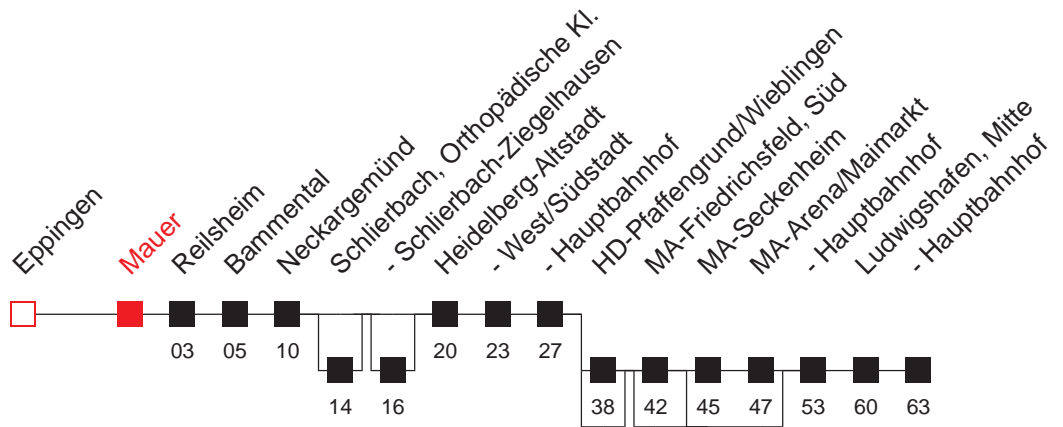 Eppingen
Mauer
Reilsheim
Bammental
Neckargemünd
Schlierbach, Orthopädische Kl.
- Schlierbach-Ziegelhausen
Heidelberg-Altstadt
- West/Südstadt
- Hauptbahnhof
HD-Pfaffengrund/Wieblingen
MA-Friedrichsfeld, Süd
MA-Seckenheim
MA-Arena/Maimarkt
- Hauptbahnhof
Ludwigshafen, Mitte
- Hauptbahnhof
03 05 10 20 23 27
14 16 38 42 45 47 53 60 63